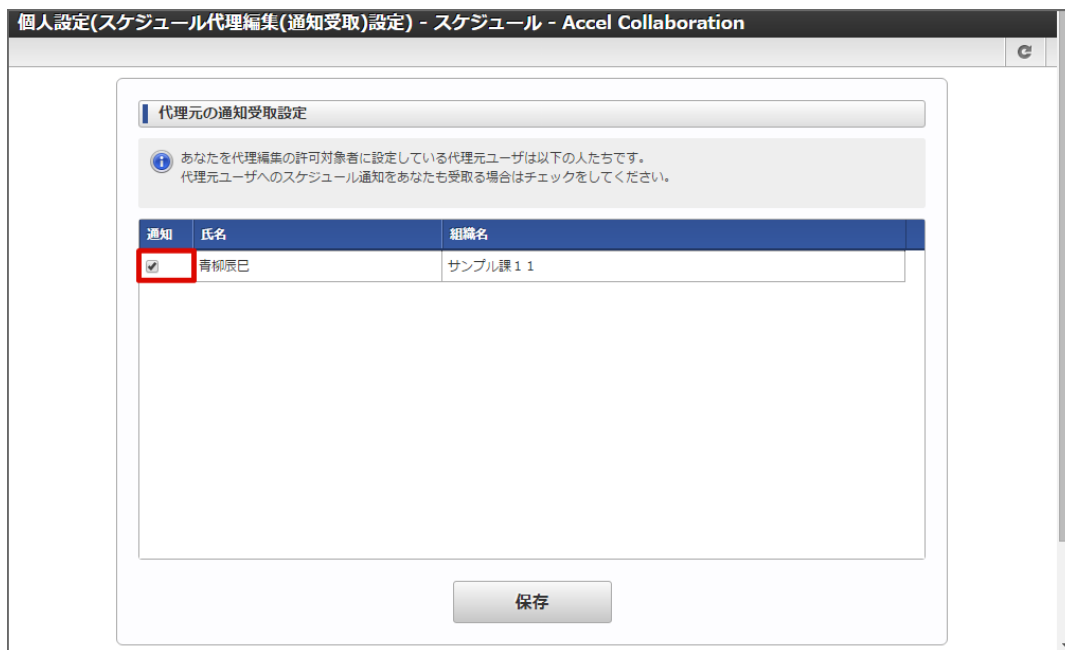 個人設定(スケジュール代理編集(通知受取)設定) - スケジュール - Accel Collaboration
代理元の通知受取設定
あなたを代理編集の許可対象者に設定している代理元ユーザは以下の人たちです。
代理元ユーザへのスケジュール通知をあなたも受取る場合はチェックをしてください。
通知 氏名 組織名
青柳辰巳 サンプル課１１
保存